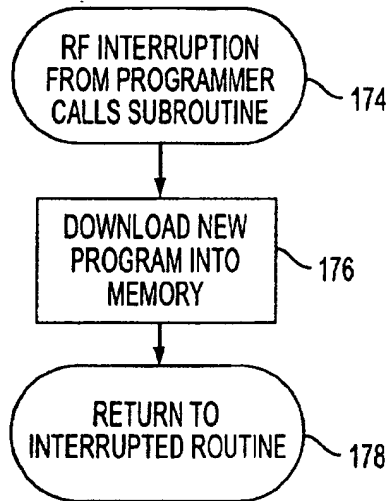 RF INTERRUPTION
FROM PROGRAMMER
CALLS SUBROUTINE
174
DOWNLOAD NEW
PROGRAM INTO
MEMORY
176
RETURN TO
INTERRUPTED ROUTINE
178